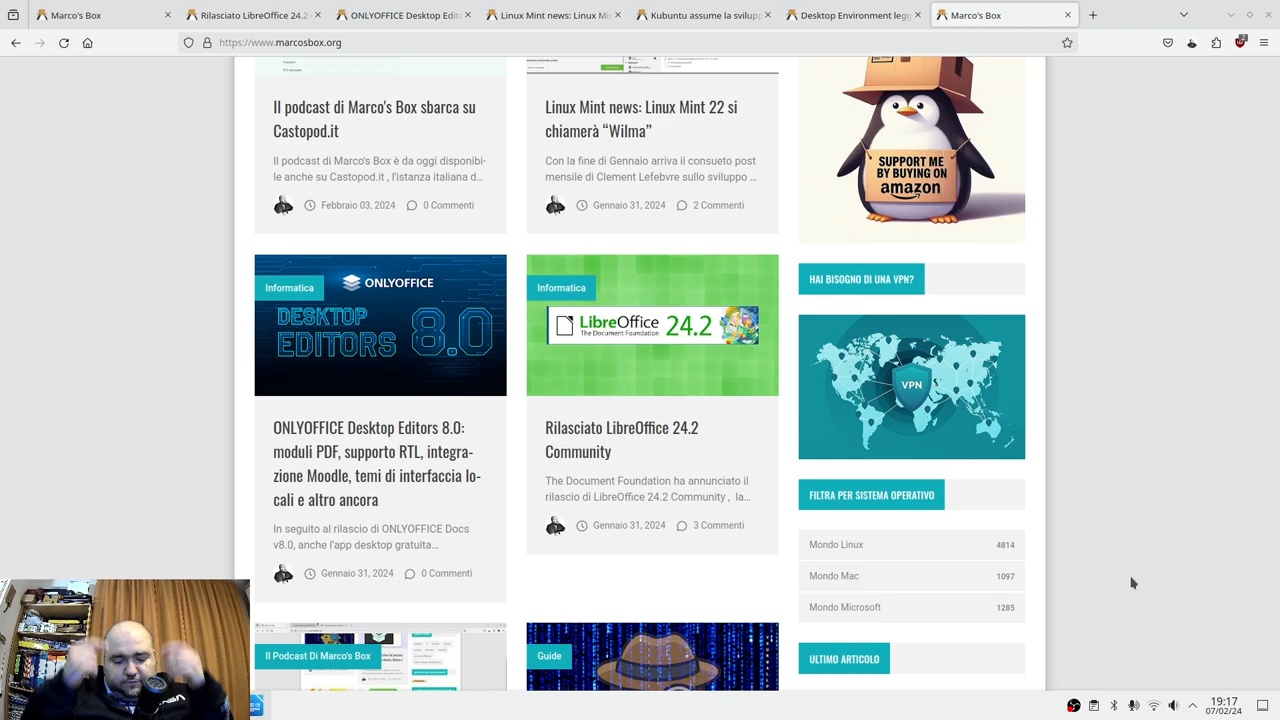 Marco's Box
Rilasciato LibreOffice 24.2
ONLYOFFICE Desktop Edit
Linux Mint news: Linux Min
Kubuntu assume la svilupp
Desktop Environment legg
Marco's Box
https://www.marcosbox.org
Il podcast di Marco's Box sbarca su
Castopod.it
Il podcast di Marco's Box è da oggi disponibi-
le anche su Castopod.it , l'istanza italiana d...
Febbraio 03, 2024
0 Commenti
Linux Mint news: Linux Mint 22 si
chiamerà “Wilma”
Con la fine di Gennaio arriva il consueto post
mensile di Clement Lefebvre sullo sviluppo ...
Gennaio 31, 2024
2 Commenti
SUPPORT ME
BY BUYING ON
amazon
HAI BISOGNO DI UNA VPN?
VPN
Informatica
ONLYOFFICE
DESKTOP
EDITORS 8.0
ONLYOFFICE Desktop Editors 8.0:
moduli PDF, supporto RTL, integra-
zione Moodle, temi di interfaccia lo-
cali e altro ancora
In seguito al rilascio di ONLYOFFICE Docs
v8.0, anche l'app desktop gratuita...
Gennaio 31, 2024
0 Commenti
Informatica
LibreOffice 24.2
The Document Foundation
Rilasciato LibreOffice 24.2
Community
The Document Foundation ha annunciato il
rilascio di LibreOffice 24.2 Community , la...
Gennaio 31, 2024
3 Commenti
FILTRA PER SISTEMA OPERATIVO
Mondo Linux 4814
Mondo Mac 1097
Mondo Microsoft 1285
ULTIMO ARTICOLO
Il Podcast Di Marco's Box
Guide
19:17
07/02/24